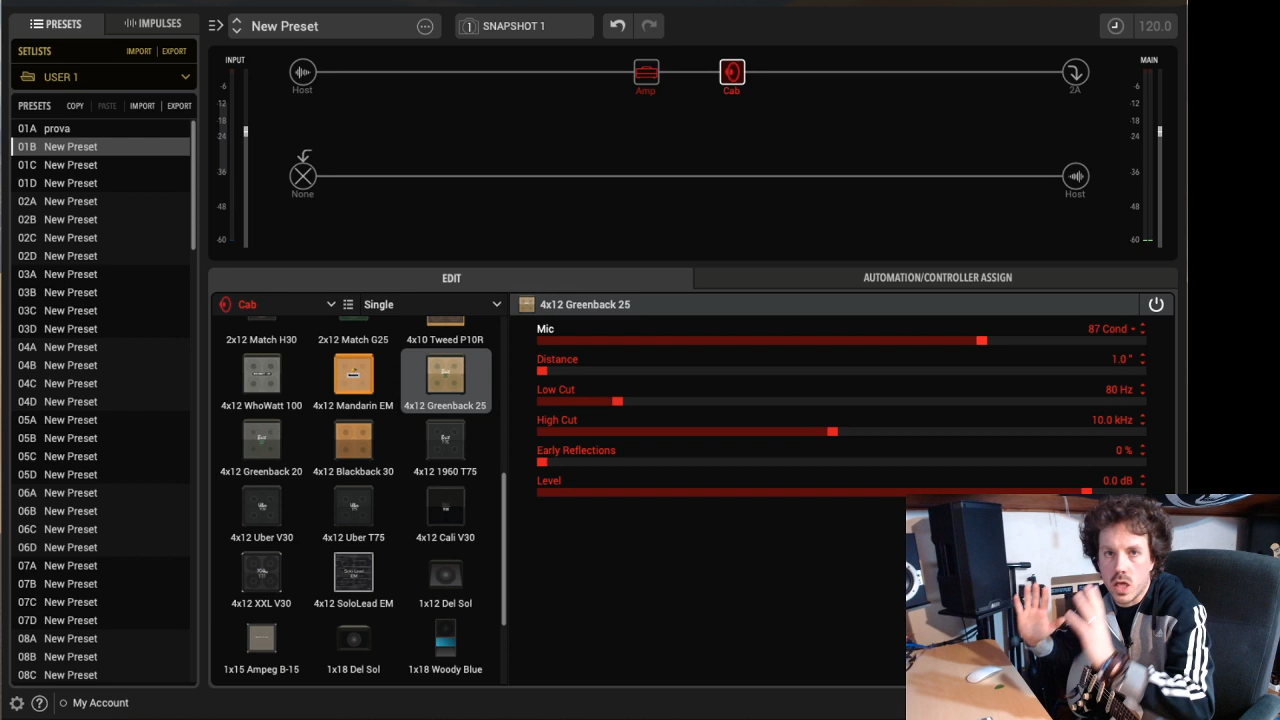 PRESETS
IMPULSES
New Preset
1
SNAPSHOT 1
120.0
SETLISTS
IMPORT
EXPORT
USER 1
PRESETS
COPY
PASTE
IMPORT
EXPORT
01A prova
01B New Preset
01C New Preset
01D New Preset
02A New Preset
02B New Preset
02C New Preset
02D New Preset
03A New Preset
03B New Preset
03C New Preset
03D New Preset
04A New Preset
04B New Preset
04C New Preset
04D New Preset
05A New Preset
05B New Preset
05C New Preset
05D New Preset
06A New Preset
06B New Preset
06C New Preset
06D New Preset
07A New Preset
07B New Preset
07C New Preset
07D New Preset
08A New Preset
08B New Preset
08C New Preset
My Account
INPUT
-6
-12
-18
-24
-36
-48
-60
Host
Amp
Cab
2A
None
Host
MAIN
-6
-12
-18
-24
-36
-48
-60
EDIT
AUTOMATION/CONTROLLER ASSIGN
Cab
Single
2x12 Match H30
2x12 Match G25
4x10 Tweed P10R
4x12 WhoWatt 100
4x12 Mandarin EM
4x12 Greenback 25
4x12 Greenback 20
4x12 Blackback 30
4x12 1960 T75
4x12 Uber V30
4x12 Uber T75
4x12 Cali V30
4x12 XXL V30
4x12 SoloLead EM
1x12 Del Sol
1x15 Ampeg B-15
1x18 Del Sol
1x18 Woody Blue
4x12 Greenback 25
Mic
87 Cond
Distance
1.0 "
Low Cut
80 Hz
High Cut
10.0 kHz
Early Reflections
0 %
Level
0.0 dB